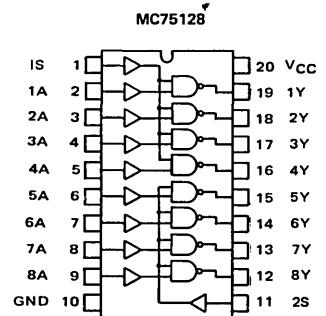 MC75128
IS 1 20 VCC
1A 2 19 1Y
2A 3 18 2Y
3A 4 17 3Y
4A 5 16 4Y
5A 6 15 5Y
6A 7 14 6Y
7A 8 13 7Y
8A 9 12 8Y
GND 10 11 2S